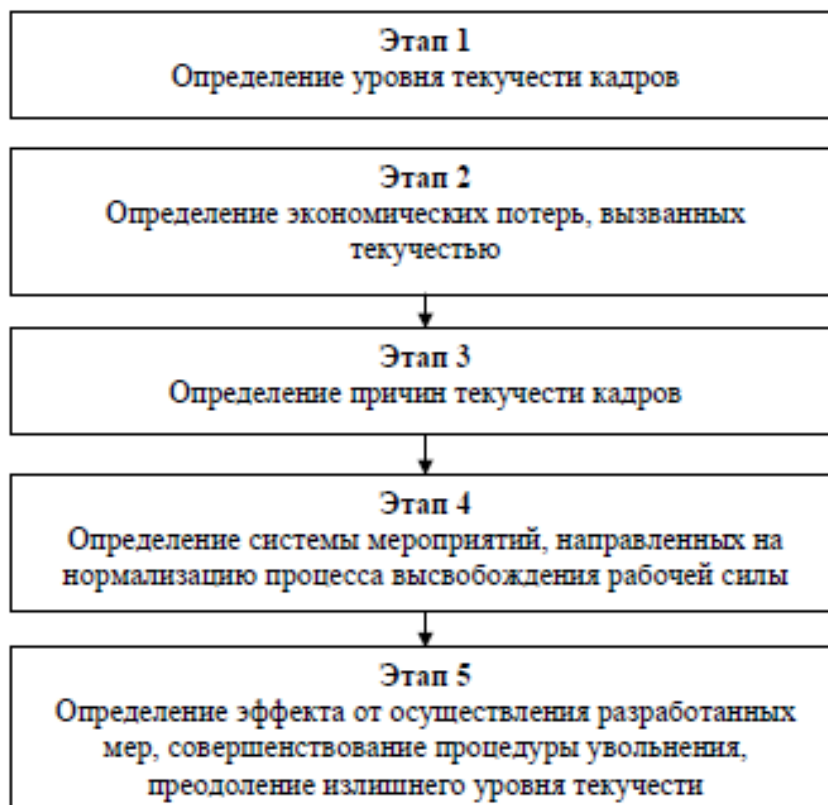 Этап 1
Определение уровня текучести кадров
Этап 2
Определение экономических потерь, вызванных
текучестью
Этап 3
Определение причин текучести кадров
Этап 4
Определение системы мероприятий, направленных на
нормализацию процесса высвобождения рабочей силы
Этап 5
Определение эффекта от осуществления разработанных
мер, совершенствование процедуры увольнения,
преодоление излишнего уровня текучести